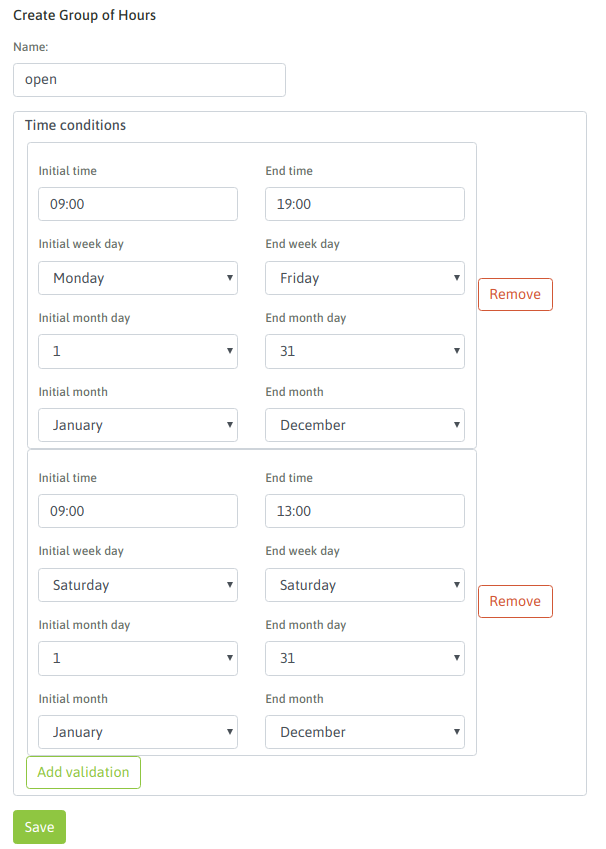 Create Group of Hours
Name:
open
Time conditions
Initial time End time
09:00 19:00
Initial week day End week day
Monday Friday
Remove
Initial month day End month day
1 31
Initial month End month
January December
Initial time End time
09:00 13:00
Initial week day End week day
Saturday Saturday
Remove
Initial month day End month day
1 31
Initial month End month
January December
Add validation
Save